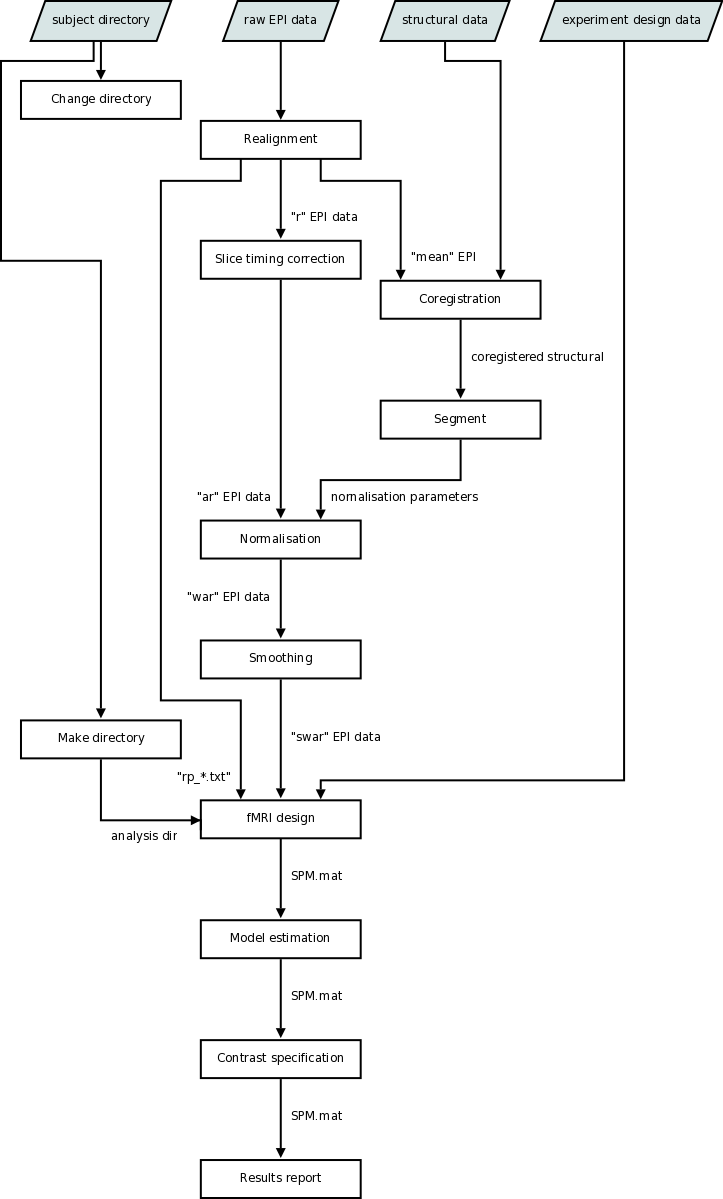 subject directory
raw EPI data
structural data
experiment design data
Change directory
Realignment
"r" EPI data
Slice timing correction
"mean" EPI
Coregistration
coregistered structural
Segment
"ar" EPI data
normalisation parameters
Normalisation
"war" EPI data
Smoothing
Make directory
"swar" EPI data
"rp_*.txt"
fMRI design
analysis dir
SPM.mat
Model estimation
SPM.mat
Contrast specification
SPM.mat
Results report